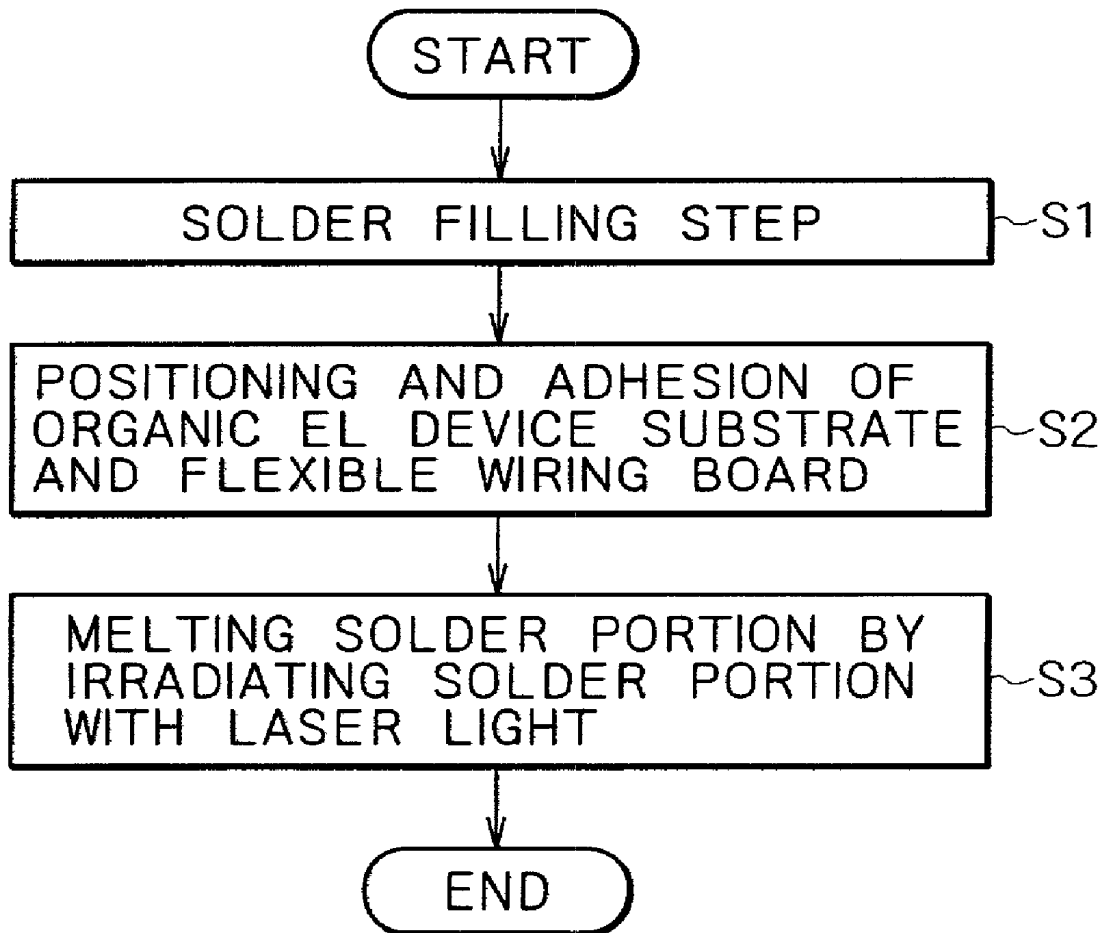 START
SOLDER FILLING STEP
S1
POSITIONING AND ADHESION OF
ORGANIC EL DEVICE SUBSTRATE
AND FLEXIBLE WIRING BOARD
S2
MELTING SOLDER PORTION BY
IRRADIATING SOLDER PORTION
WITH LASER LIGHT
S3
END